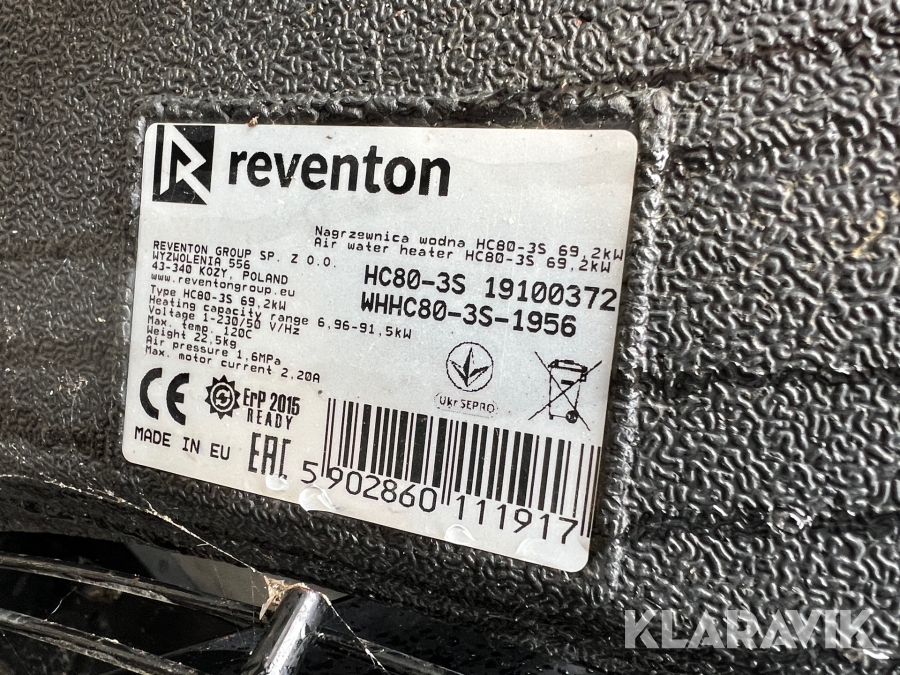 reventon
Nagrzewnica wodna HC80-3S 69,2kW
Air water heater HC80-3S 69,2kW
HC80-3S 19100372
WHHC80-3S-1956
REVENTON GROUP SP. Z O.O.
WYZWOLENIA 556
43-340 KOZY, POLAND
www.reventongroup.eu
Type HC80-3S 69,2kW
Heating capacity range 6,96-91,5kW
Voltage 1-230/50 V/Hz
Max. temp. 120C
Weight 22.5kg
Air pressure 1,6MPa
Max. motor current 2,20A
CE
ErP 2015
READY
UkrSEPRO
MADE IN EU
EAC
5 902860 111917
KLARAVIK